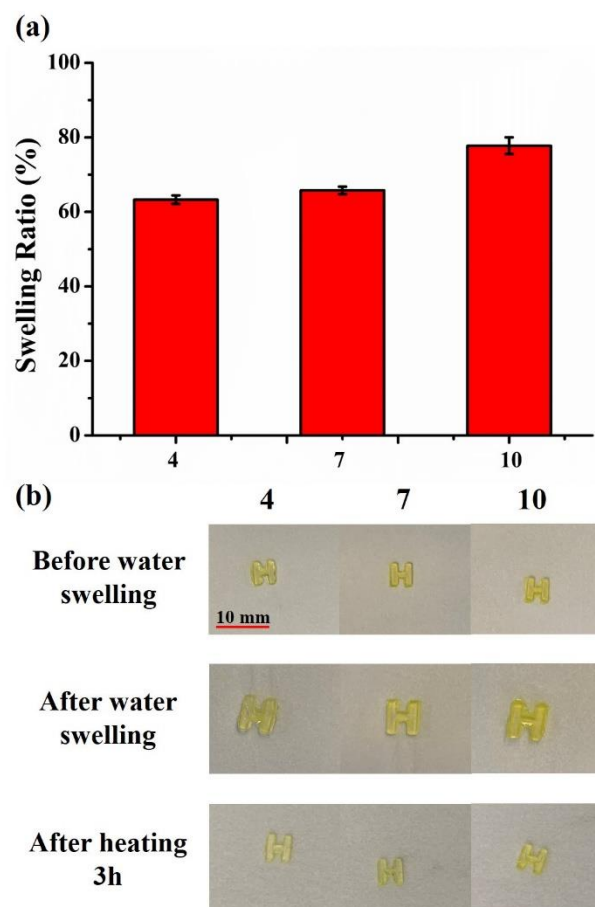 (a)
Swelling Ratio (%)
100
80
60
40
20
0
4 7 10
(b)
4 7 10
Before water
swelling
10 mm
H H H
After water
swelling
H H H
After heating
3h
H H H